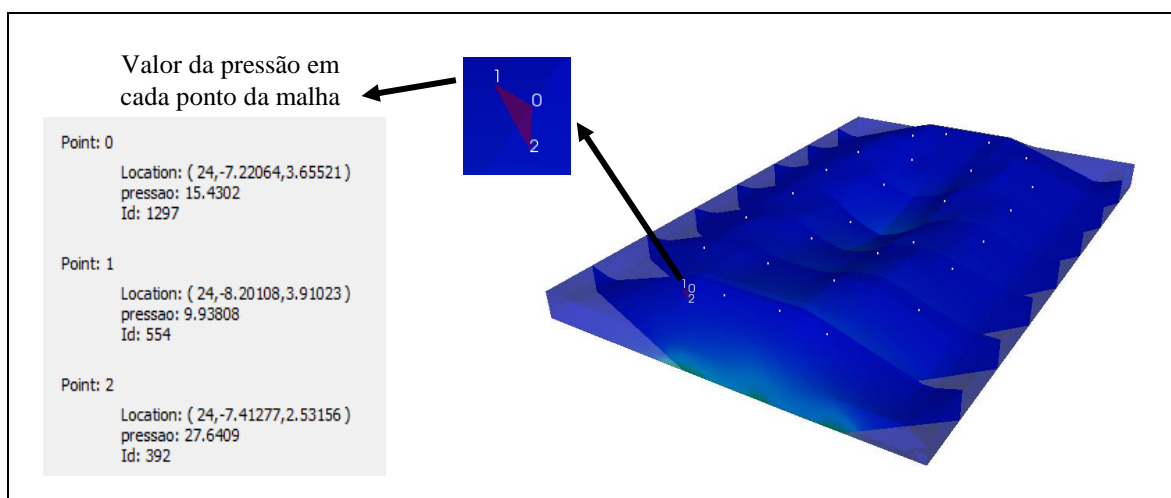 Valor da pressão em
cada ponto da malha
Point: 0
Location: ( 24,-7.22064,3.65521 )
pressao: 15.4302
Id: 1297
Point: 1
Location: ( 24,-8.20108,3.91023 )
pressao: 9.93808
Id: 554
Point: 2
Location: ( 24,-7.41277,2.53156 )
pressao: 27.6409
Id: 392
1
0
2
1
0
2